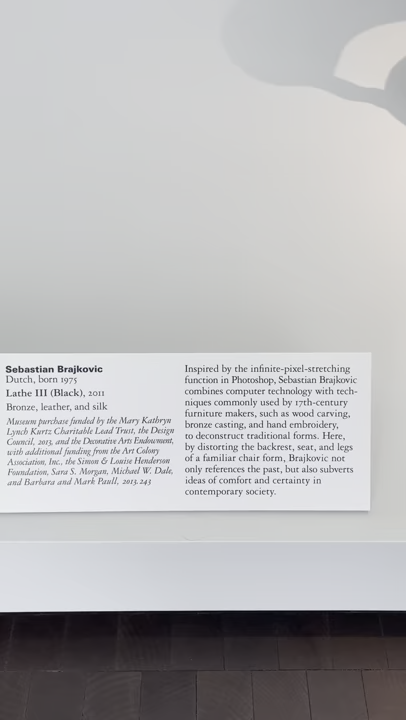 Sebastian Brajkovic
Dutch, born 1975
Lathe III (Black), 2011
Bronze, leather, and silk
Museum purchase funded by the Mary Kathryn
Lynch Kurtz Charitable Lead Trust, the Design
Council, 2013, and the Decorative Arts Endowment,
with additional funding from the Art Colony
Association, Inc., the Simon & Louise Henderson
Foundation, Sara S. Morgan, Michael W. Dale,
and Barbara and Mark Paull, 2013.243
Inspired by the infinite-pixel-stretching
function in Photoshop, Sebastian Brajkovic
combines computer technology with tech-
niques commonly used by 17th-century
furniture makers, such as wood carving,
bronze casting, and hand embroidery,
to deconstruct traditional forms. Here,
by distorting the backrest, seat, and legs
of a familiar chair form, Brajkovic not
only references the past, but also subverts
ideas of comfort and certainty in
contemporary society.